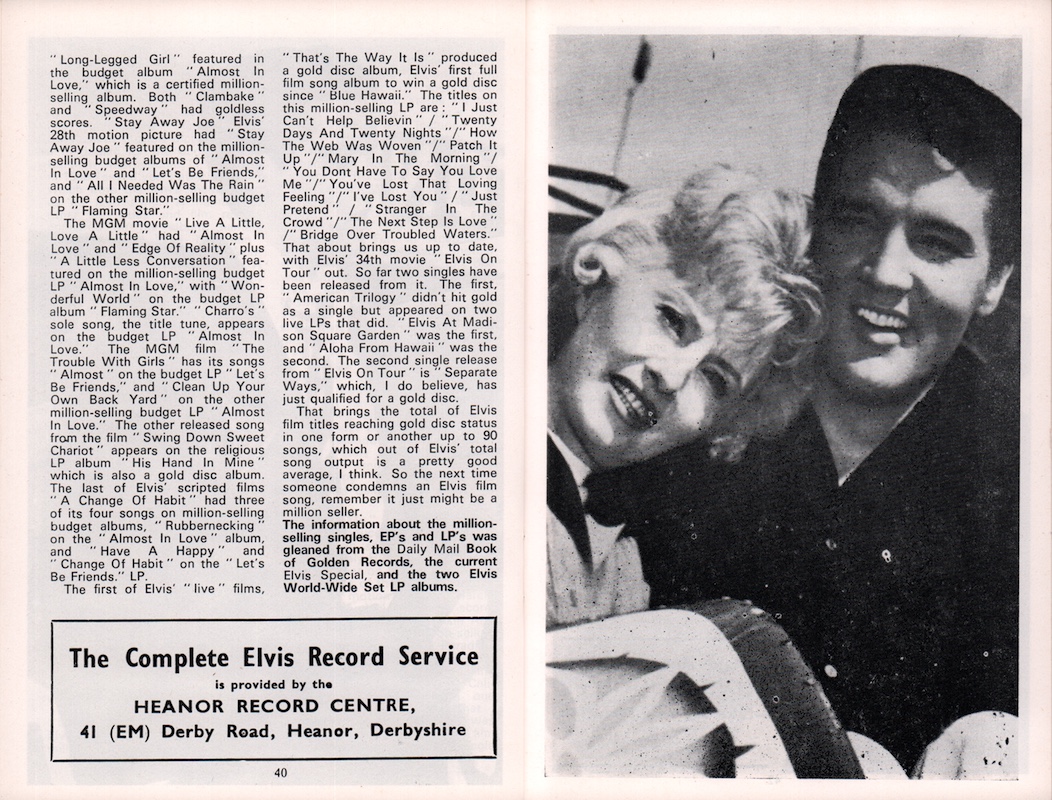 " Long-Legged Girl " featured in
the budget album " Almost In
Love," which is a certified million-
selling album. Both " Clambake "
and " Speedway " had goldless
scores. " Stay Away Joe " Elvis'
28th motion picture had " Stay
Away Joe " featured on the million-
selling budget albums of " Almost
In Love " and " Let's Be Friends,"
and " All I Needed Was The Rain "
on the other million-selling budget
LP " Flaming Star."
The MGM movie " Live A Little,
Love A Little " had " Almost In
Love " and " Edge Of Reality " plus
" A Little Less Conversation " fea-
tured on the million-selling budget
LP " Almost In Love," with " Won-
derful World " on the budget LP
album " Flaming Star." " Charro's "
sole song, the title tune, appears
on the budget LP " Almost In
Love." The MGM film " The
Trouble With Girls " has its songs
" Almost " on the budget LP " Let's
Be Friends," and " Clean Up Your
Own Back Yard " on the other
million-selling budget LP " Almost
In Love." The other released song
from the film " Swing Down Sweet
Chariot " appears on the religious
LP album " His Hand In Mine "
which is also a gold disc album.
The last of Elvis' scripted films
" A Change Of Habit " had three
of its four songs on million-selling
budget albums, " Rubbernecking "
on the " Almost In Love " album,
and " Have A Happy " and
" Change Of Habit " on the " Let's
Be Friends." LP.
The first of Elvis' " live " films,
" That's The Way It Is " produced
a gold disc album, Elvis' first full
film song album to win a gold disc
since " Blue Hawaii." The titles on
this million-selling LP are : " I Just
Can't Help Believin " / " Twenty
Days And Twenty Nights "/" How
The Web Was Woven "/" Patch It
Up "/" Mary In The Morning "/
" You Dont Have To Say You Love
Me "/" You've Lost That Loving
Feeling "/" I've Lost You " / " Just
Pretend " / " Stranger In The
Crowd "/" The Next Step Is Love "
/" Bridge Over Troubled Waters."
That about brings us up to date,
with Elvis' 34th movie " Elvis On
Tour " out. So far two singles have
been released from it. The first,
" American Trilogy " didn't hit gold
as a single but appeared on two
live LPs that did. " Elvis At Madi-
son Square Garden " was the first,
and " Aloha From Hawaii " was the
second. The second single release
from " Elvis On Tour " is " Separate
Ways," which, I do believe, has
just qualified for a gold disc.
That brings the total of Elvis
film titles reaching gold disc status
in one form or another up to 90
songs, which out of Elvis' total
song output is a pretty good
average, I think. So the next time
someone condemns an Elvis film
song, remember it just might be a
million seller.
The information about the million-
selling singles, EP's and LP's was
gleaned from the Daily Mail Book
of Golden Records, the current
Elvis Special, and the two Elvis
World-Wide Set LP albums.
The Complete Elvis Record Service
is provided by the
HEANOR RECORD CENTRE,
41 (EM) Derby Road, Heanor, Derbyshire
40